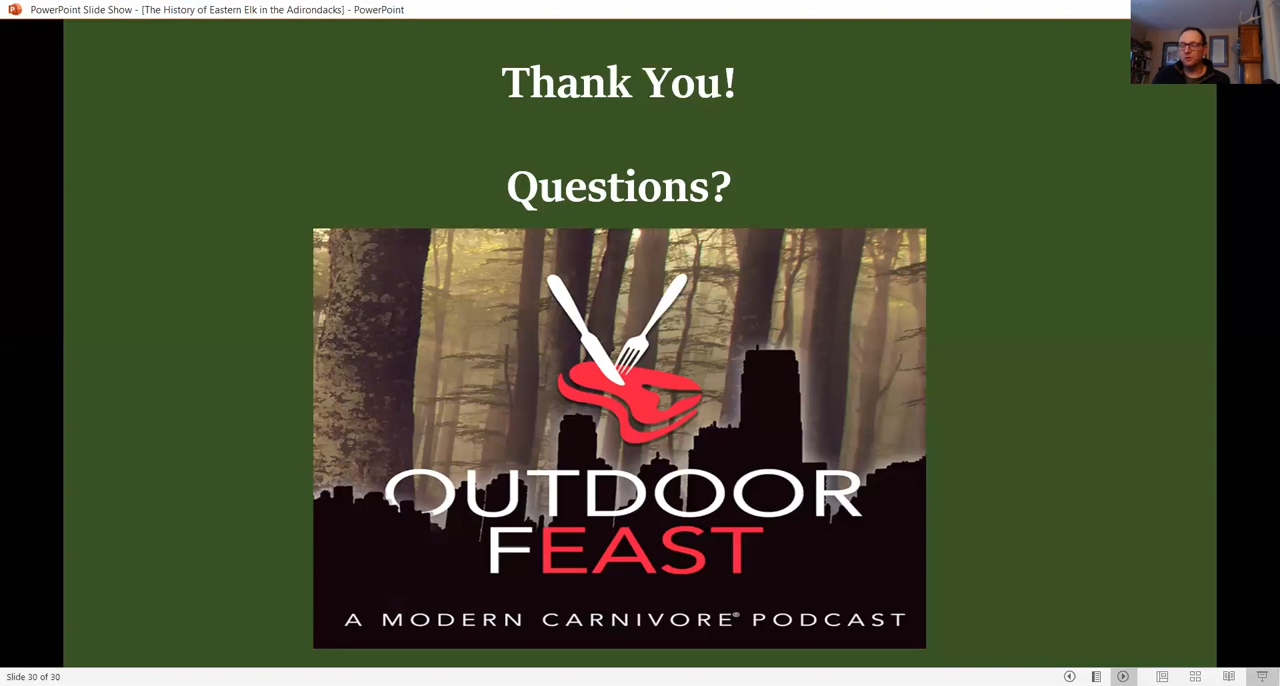 PowerPoint Slide Show - [The History of Eastern Elk in the Adirondacks] - PowerPoint
Thank You!
Questions?
OUTDOOR
FEAST
A MODERN CARNIVORE® PODCAST
Slide 30 of 30